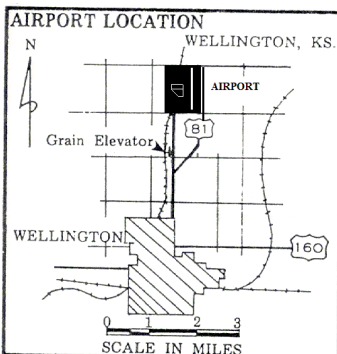 AIRPORT LOCATION
N
WELLINGTON, KS.
AIRPORT
81
Grain Elevator
WELLINGTON
160
0 1 2 3
SCALE IN MILES